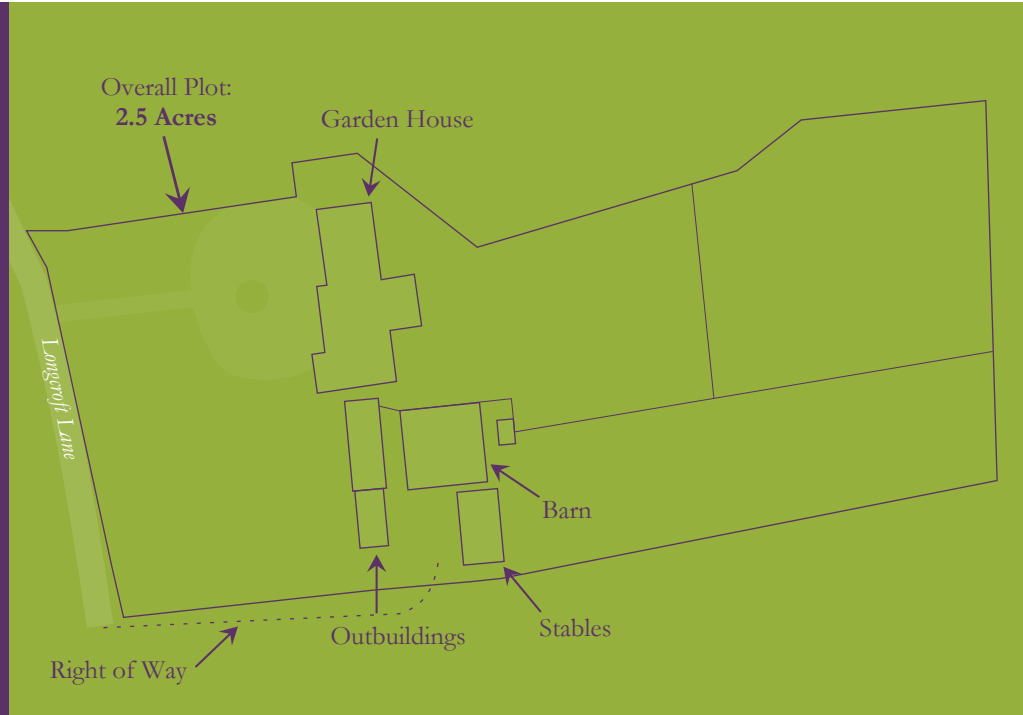 Overall Plot:
2.5 Acres
Garden House
Longcroft Lane
Barn
Stables
Outbuildings
Right of Way